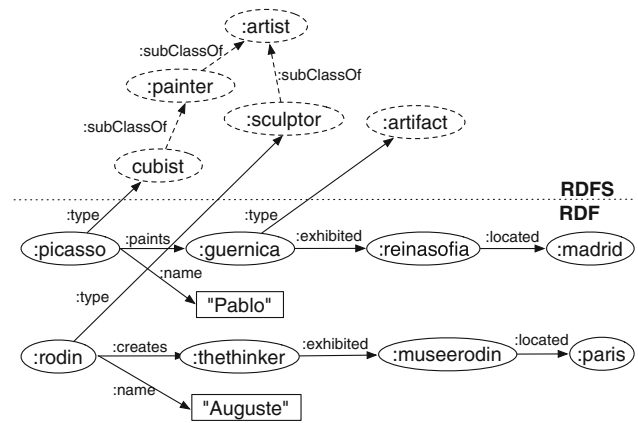 :artist
:subClassOf
:painter
:subClassOf
:sculptor
:artifact
:subClassOf
cubist
RDFS
:type
:type
RDF
:picasso
:paints
:guernica
:exhibited
:reinasofia
:located
:madrid
:name
:type
"Pablo"
:rodin
:creates
:thethinker
:exhibited
:museerodin
:located
:paris
:name
"Auguste"